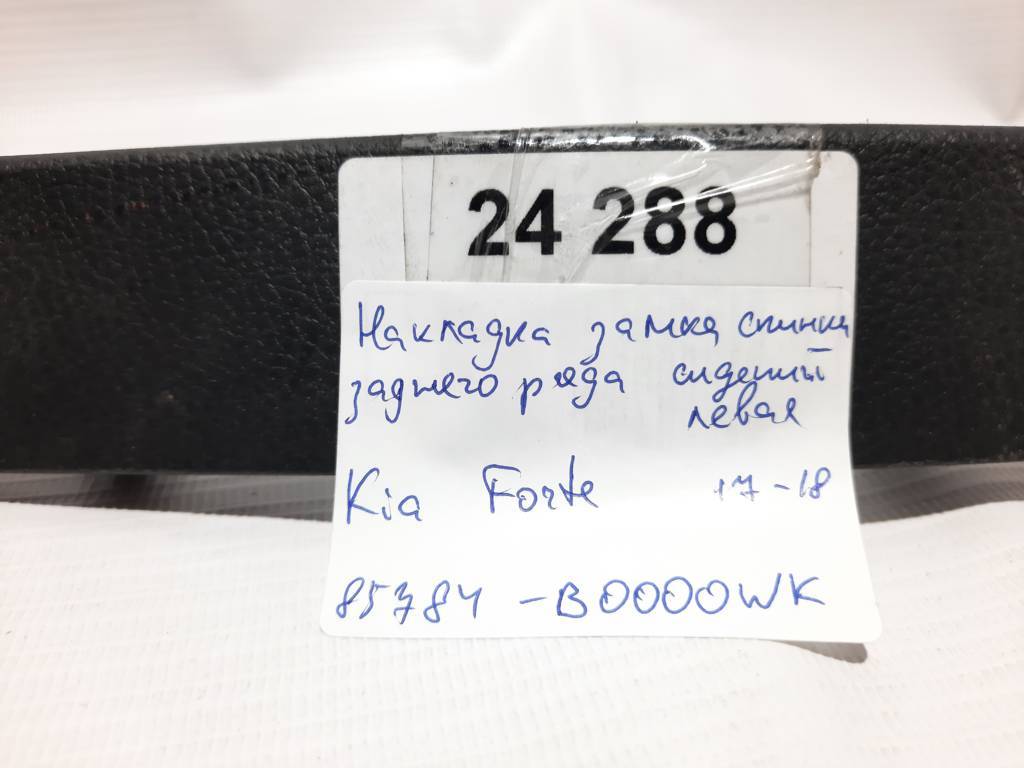 24 288
Накладка замка спинки
заднего ряда сидений
левая
Kia Forte 17-18
85784-B0000WK